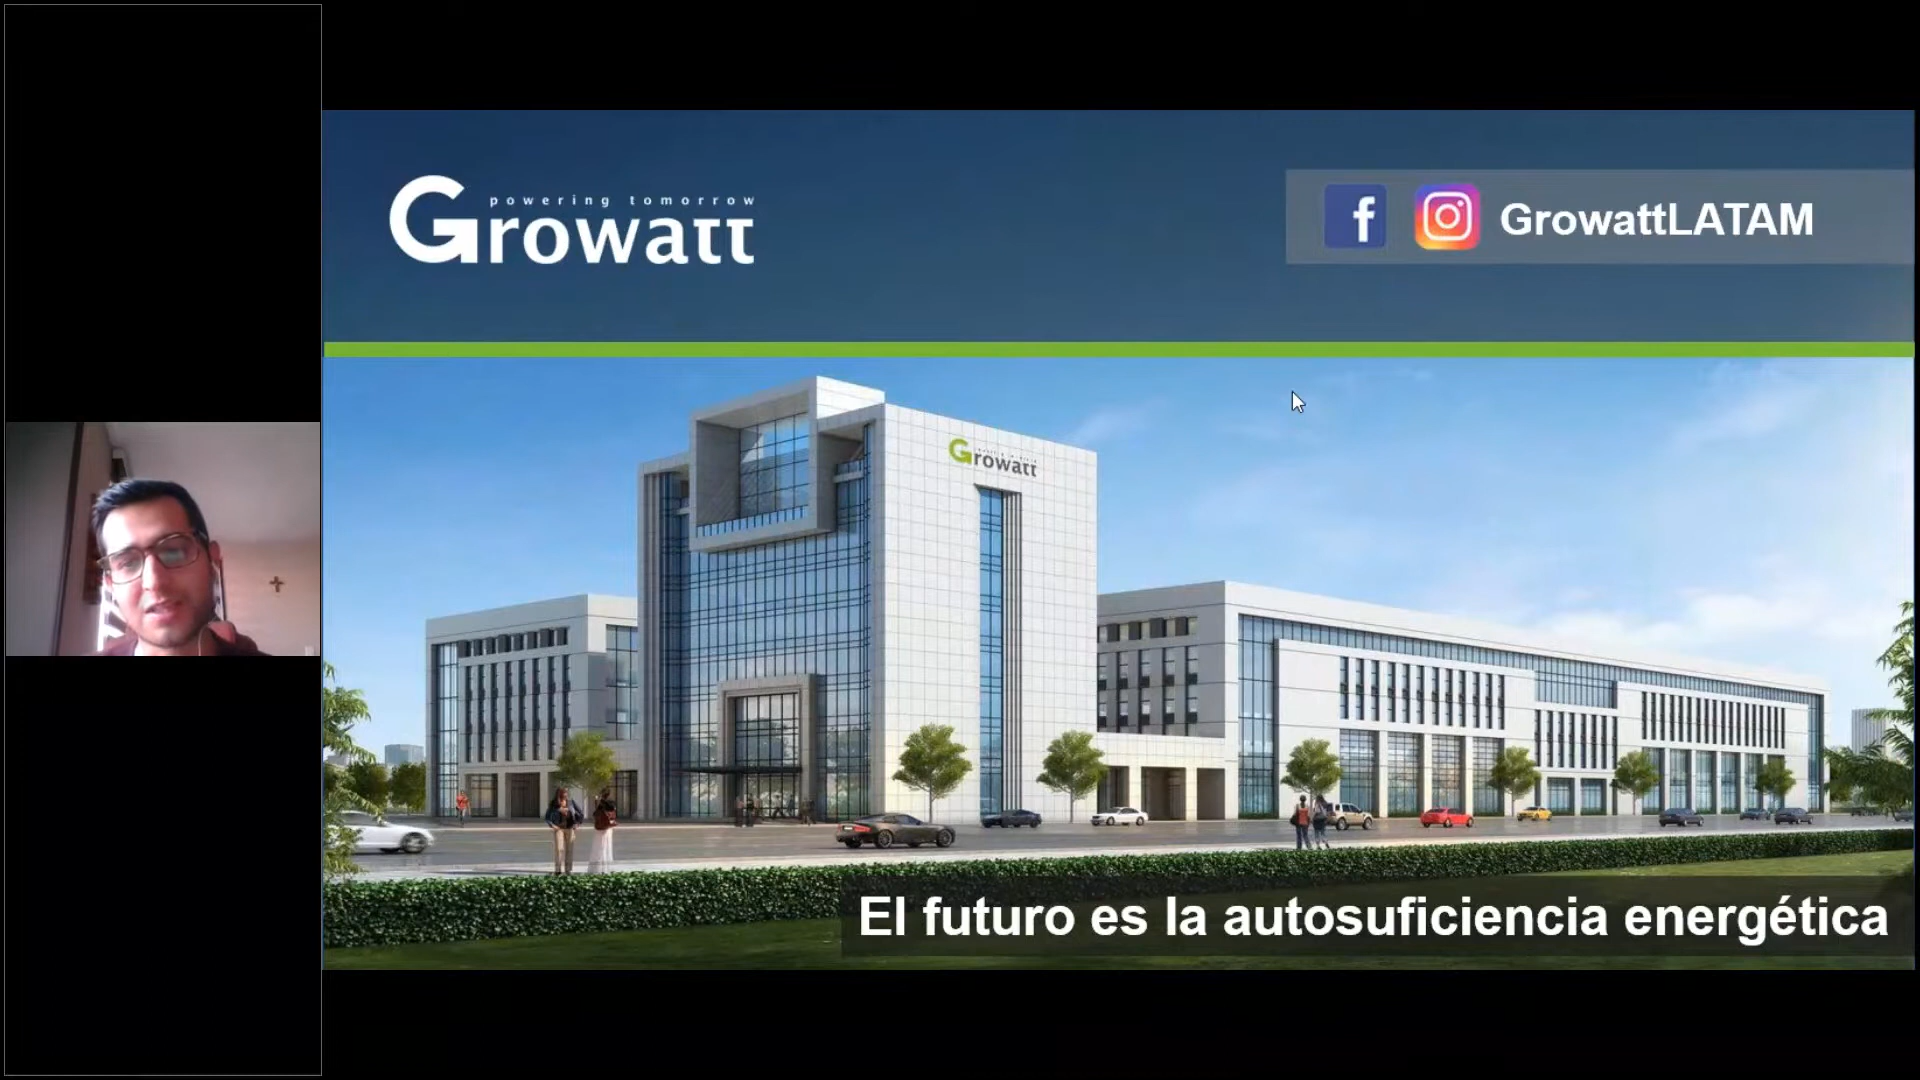 powering tomorrow
Growatt
f
GrowattLATAM
Growatt
El futuro es la autosuficiencia energética